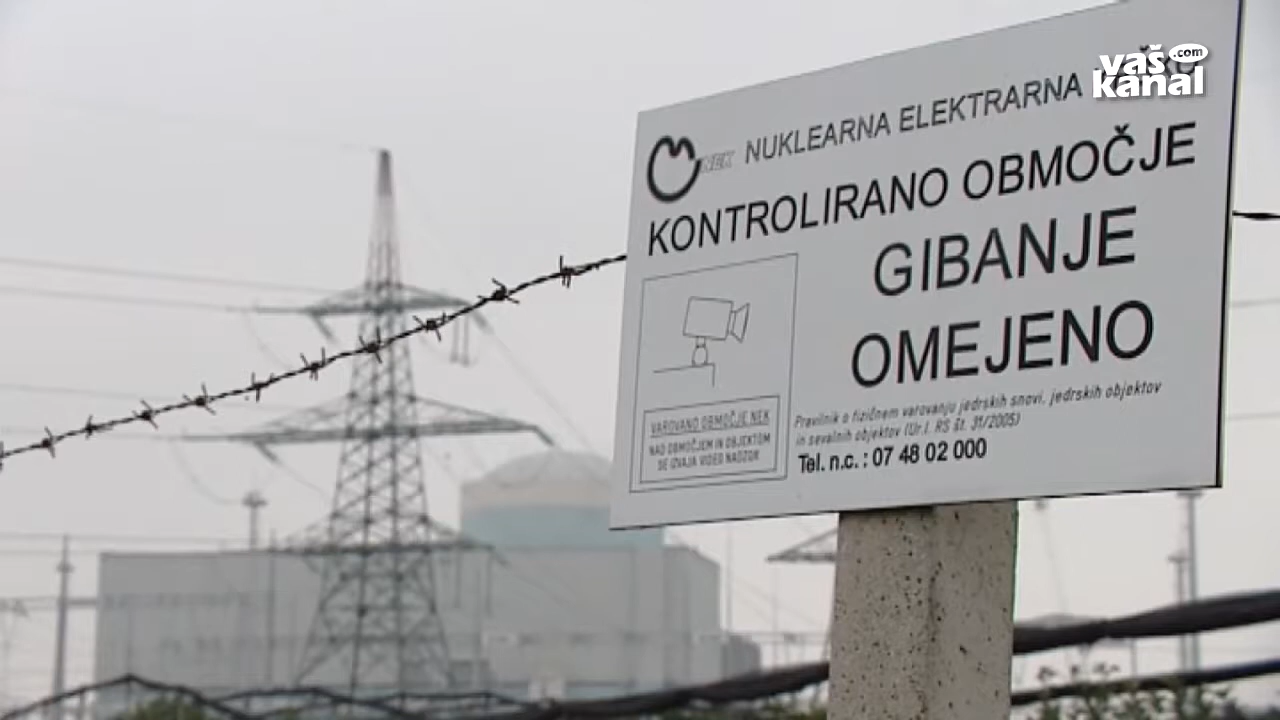 vaš .com
kanal
NEK NUKLEARNA ELEKTRARNA
KONTROLIRANO OBMOČJE
GIBANJE
OMEJENO
VAROVANO OBMOČJE NEK
NAD OBMOČJEM IN OBJEKTOM
SE IZVAJA VIDEO NADZOR
Pravilnik o fizičnem varovanju jedrskih snovi, jedrskih objektov
in sevalnih objektov (Ur.l. RS št. 31/2005)
Tel. n.c. : 07 48 02 000